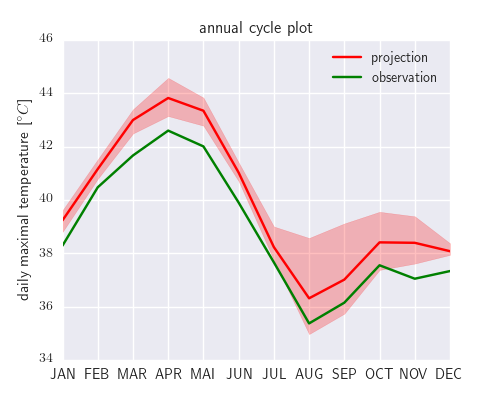 annual cycle plot
projection
observation
daily maximal temperature [°C]
46
44
42
40
38
36
34
JAN FEB MAR APR MAI JUN JUL AUG SEP OCT NOV DEC